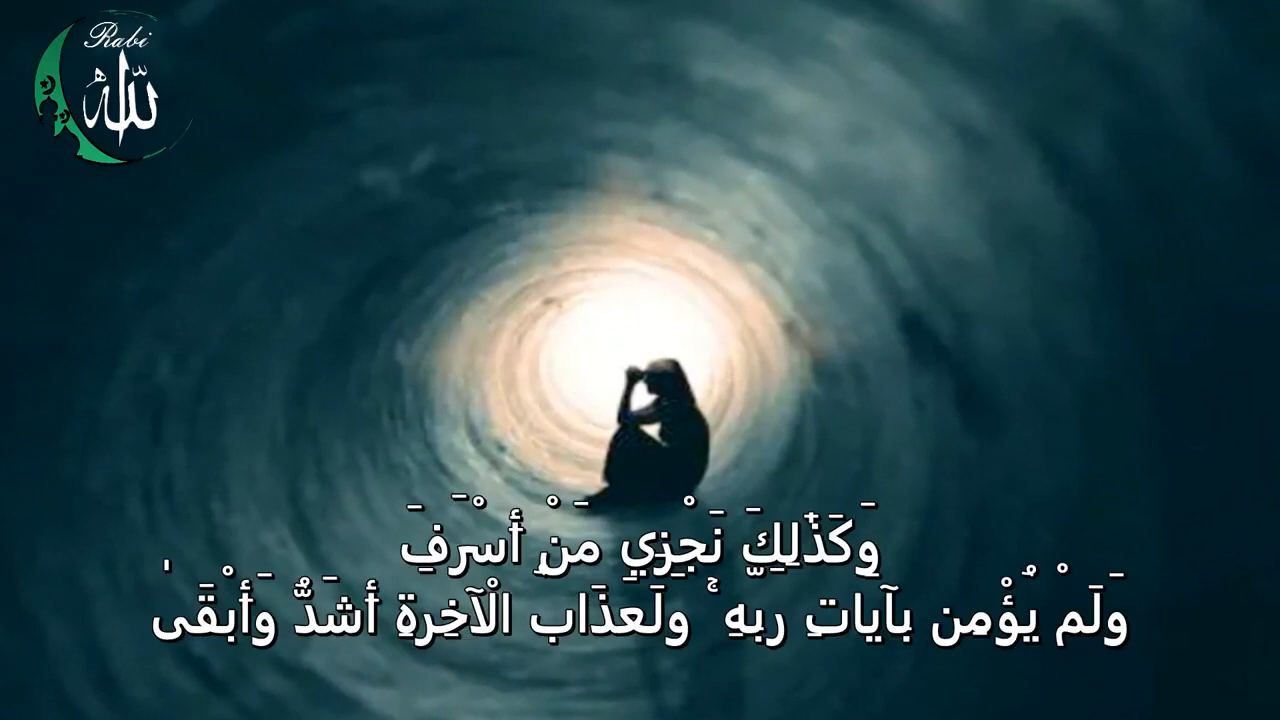 Rabi
الله
وَكَذَٰلِكَ نَجْزِي مَنْ أَسْرَفَ
وَلَمْ يُؤْمِن بِآيَاتِ رَبِّهِ ۚ وَلَعَذَابُ الْآخِرَةِ أَشَدُّ وَأَبْقَىٰ